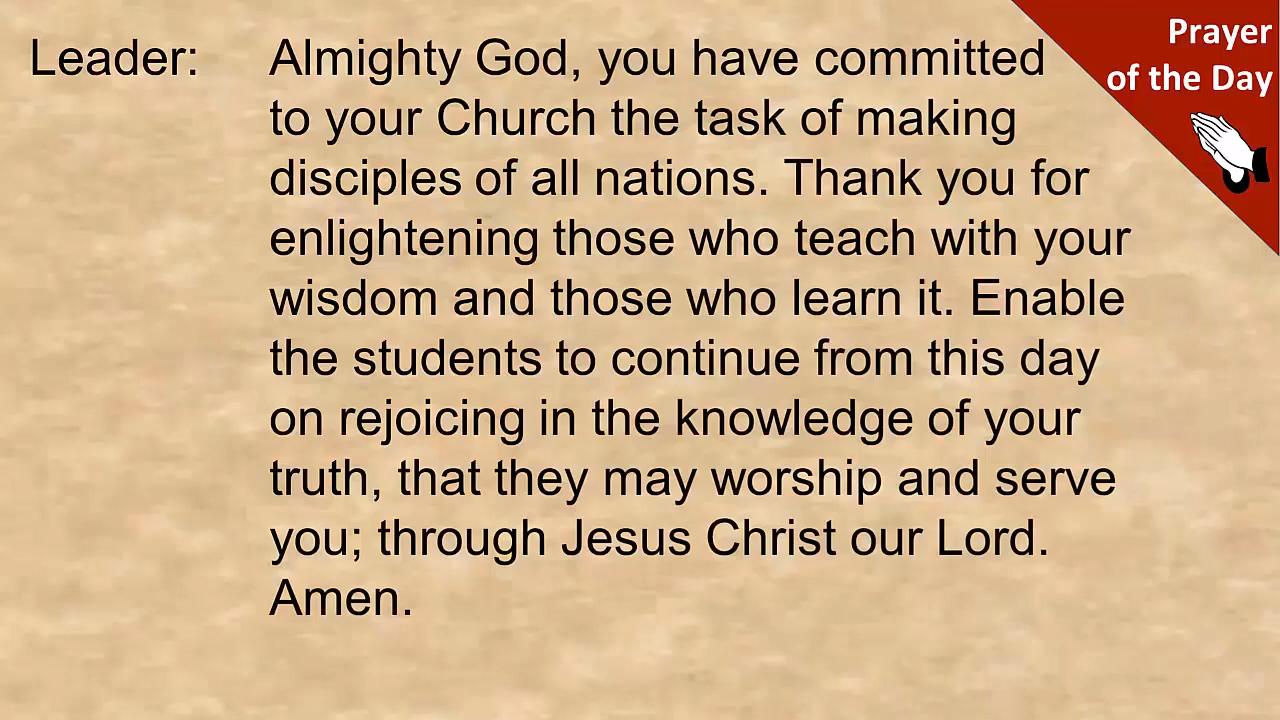 Prayer
of the Day
Leader: Almighty God, you have committed
to your Church the task of making
disciples of all nations. Thank you for
enlightening those who teach with your
wisdom and those who learn it. Enable
the students to continue from this day
on rejoicing in the knowledge of your
truth, that they may worship and serve
you; through Jesus Christ our Lord.
Amen.